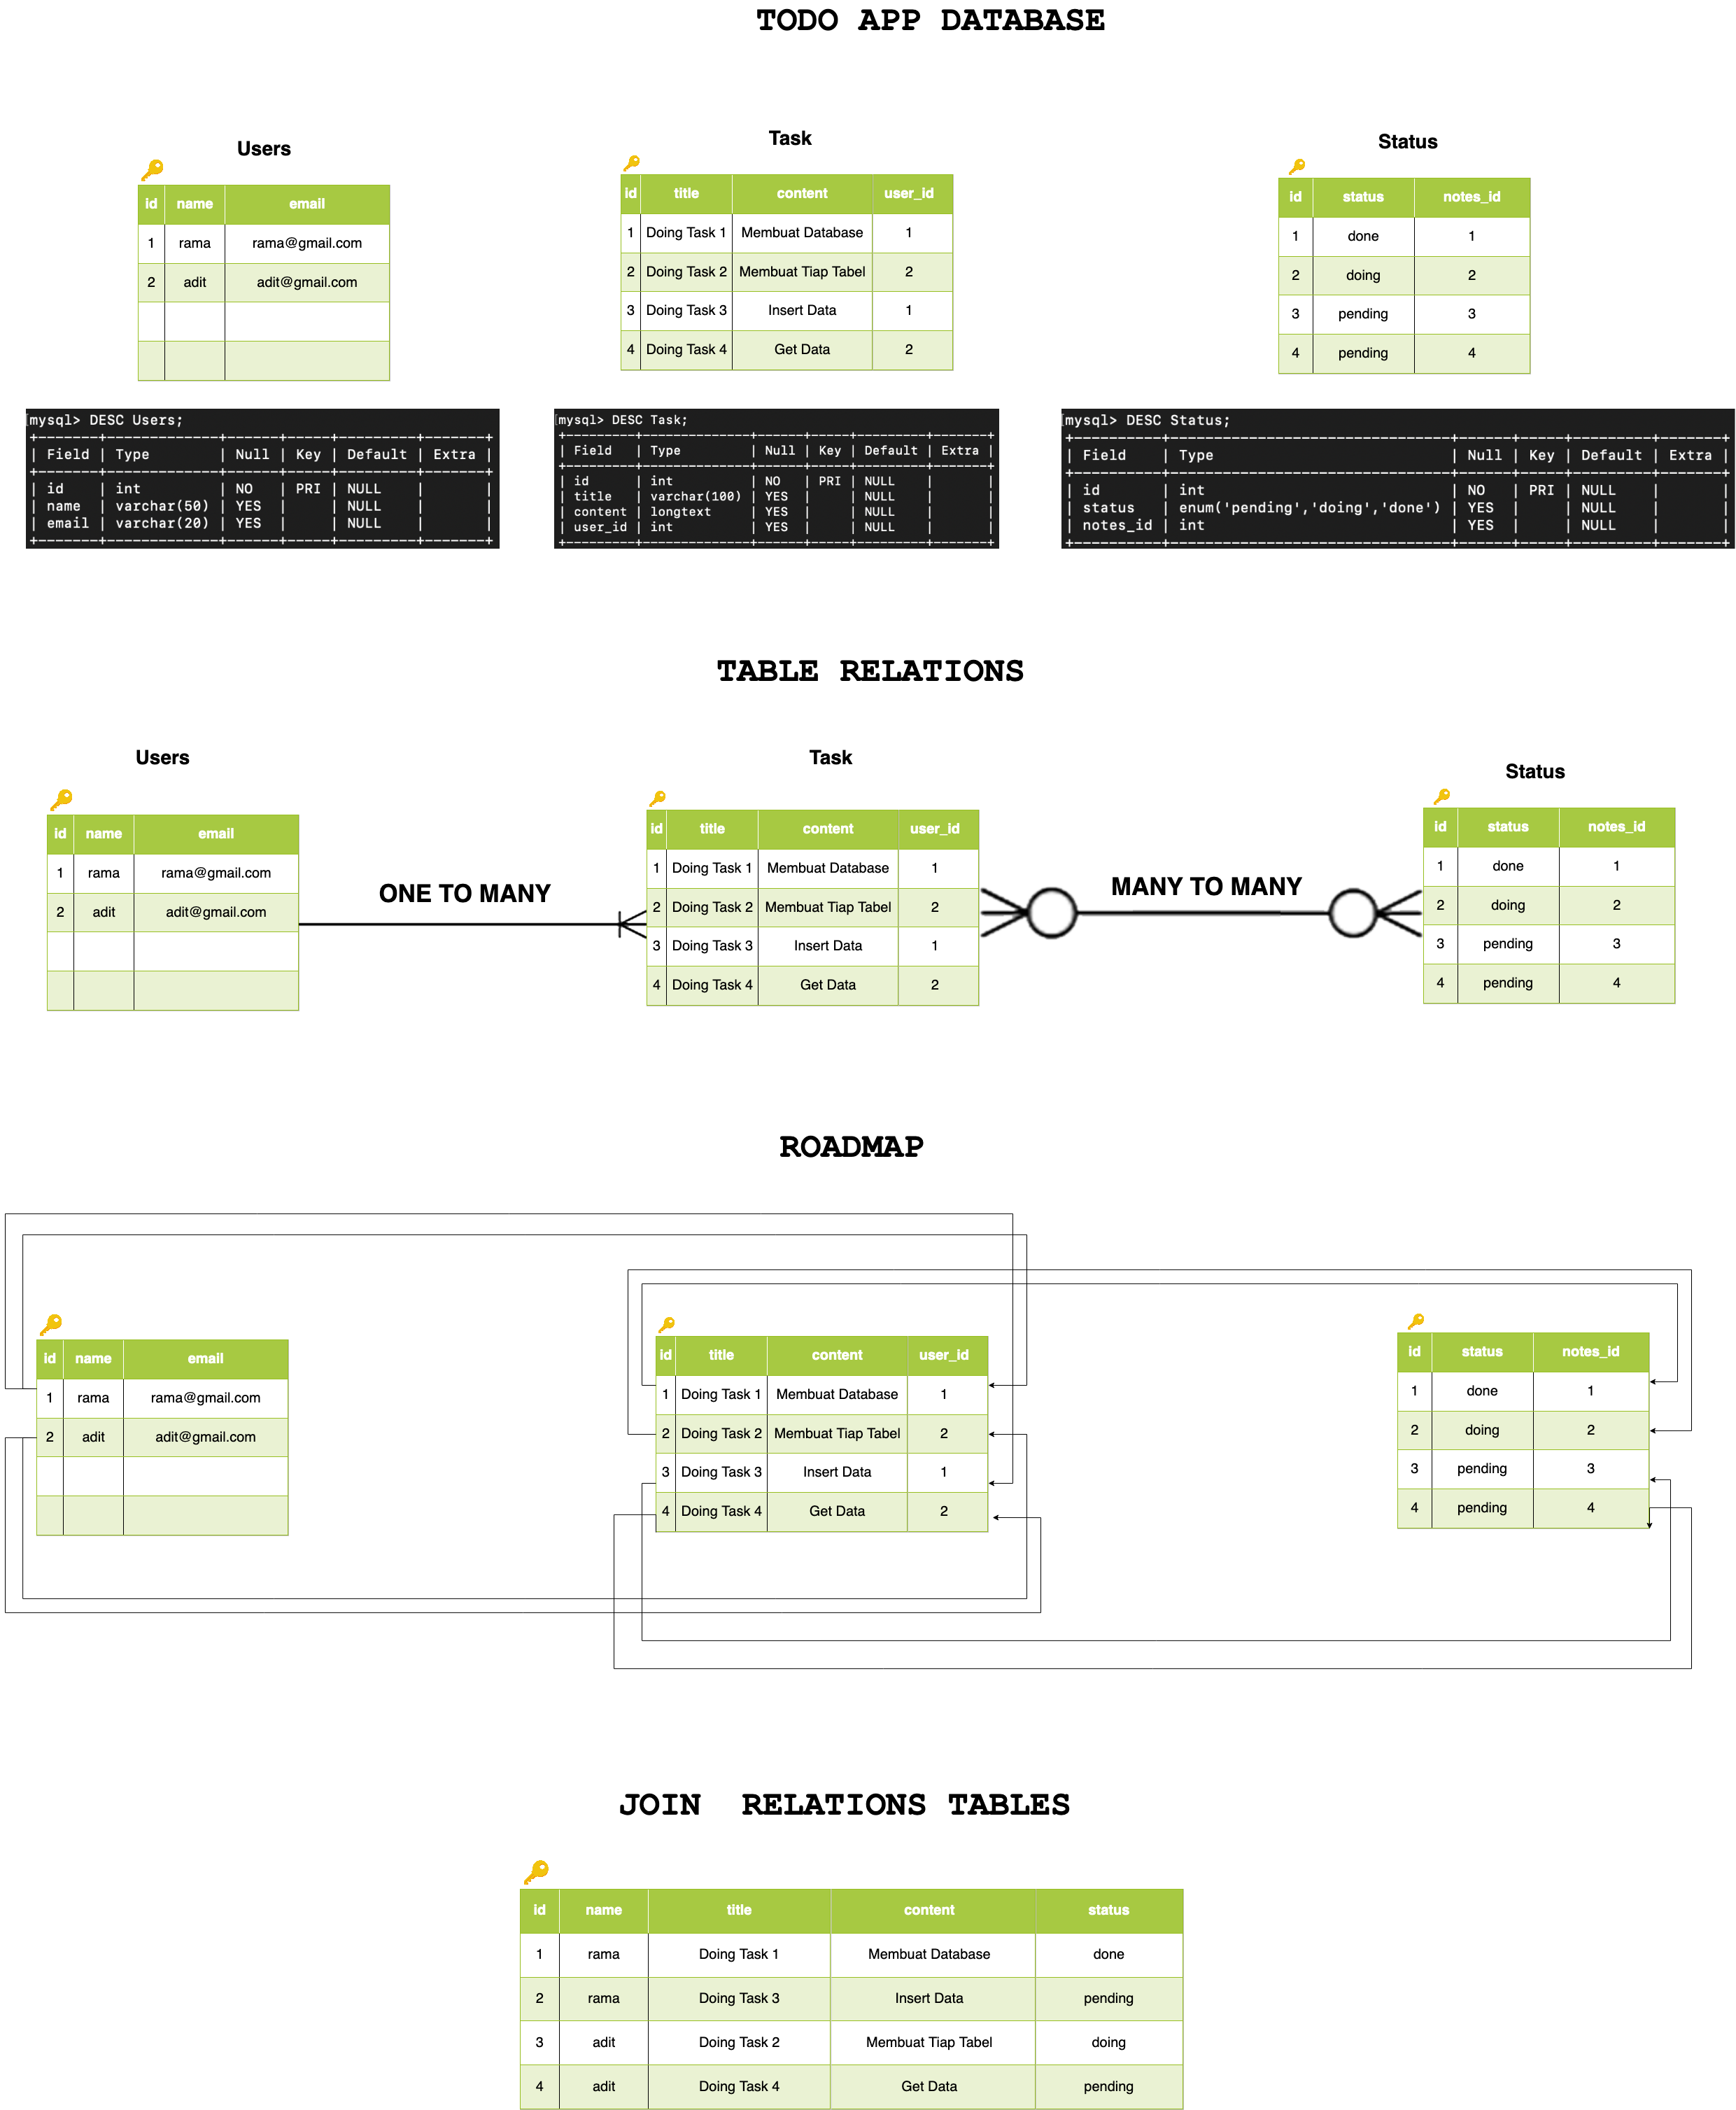 TODO APP DATABASE
Users
id name email
1 rama rama@gmail.com
2 adit adit@gmail.com
Task
id title content user_id
1 Doing Task 1 Membuat Database 1
2 Doing Task 2 Membuat Tiap Tabel 2
3 Doing Task 3 Insert Data 1
4 Doing Task 4 Get Data 2
Status
id status notes_id
1 done 1
2 doing 2
3 pending 3
4 pending 4
[mysql> DESC Users;
+-------+-------------+------+-----+---------+-------+
| Field | Type        | Null | Key | Default | Extra |
+-------+-------------+------+-----+---------+-------+
| id    | int         | NO   | PRI | NULL    |       |
| name  | varchar(50) | YES  |     | NULL    |       |
| email | varchar(20) | YES  |     | NULL    |       |
+-------+-------------+------+-----+---------+-------+
[mysql> DESC Task;
+---------+--------------+------+-----+---------+-------+
| Field   | Type         | Null | Key | Default | Extra |
+---------+--------------+------+-----+---------+-------+
| id      | int          | NO   | PRI | NULL    |       |
| title   | varchar(100) | YES  |     | NULL    |       |
| content | longtext     | YES  |     | NULL    |       |
| user_id | int          | YES  |     | NULL    |       |
+---------+--------------+------+-----+---------+-------+
[mysql> DESC Status;
+----------+--------------------------------+------+-----+---------+-------+
| Field    | Type                           | Null | Key | Default | Extra |
+----------+--------------------------------+------+-----+---------+-------+
| id       | int                            | NO   | PRI | NULL    |       |
| status   | enum('pending','doing','done') | YES  |     | NULL    |       |
| notes_id | int                            | YES  |     | NULL    |       |
+----------+--------------------------------+------+-----+---------+-------+
TABLE RELATIONS
Users
id name email
1 rama rama@gmail.com
2 adit adit@gmail.com
ONE TO MANY
Task
id title content user_id
1 Doing Task 1 Membuat Database 1
2 Doing Task 2 Membuat Tiap Tabel 2
3 Doing Task 3 Insert Data 1
4 Doing Task 4 Get Data 2
MANY TO MANY
Status
id status notes_id
1 done 1
2 doing 2
3 pending 3
4 pending 4
ROADMAP
id name email
1 rama rama@gmail.com
2 adit adit@gmail.com
id title content user_id
1 Doing Task 1 Membuat Database 1
2 Doing Task 2 Membuat Tiap Tabel 2
3 Doing Task 3 Insert Data 1
4 Doing Task 4 Get Data 2
id status notes_id
1 done 1
2 doing 2
3 pending 3
4 pending 4
JOIN RELATIONS TABLES
id name title content status
1 rama Doing Task 1 Membuat Database done
2 rama Doing Task 3 Insert Data pending
3 adit Doing Task 2 Membuat Tiap Tabel doing
4 adit Doing Task 4 Get Data pending